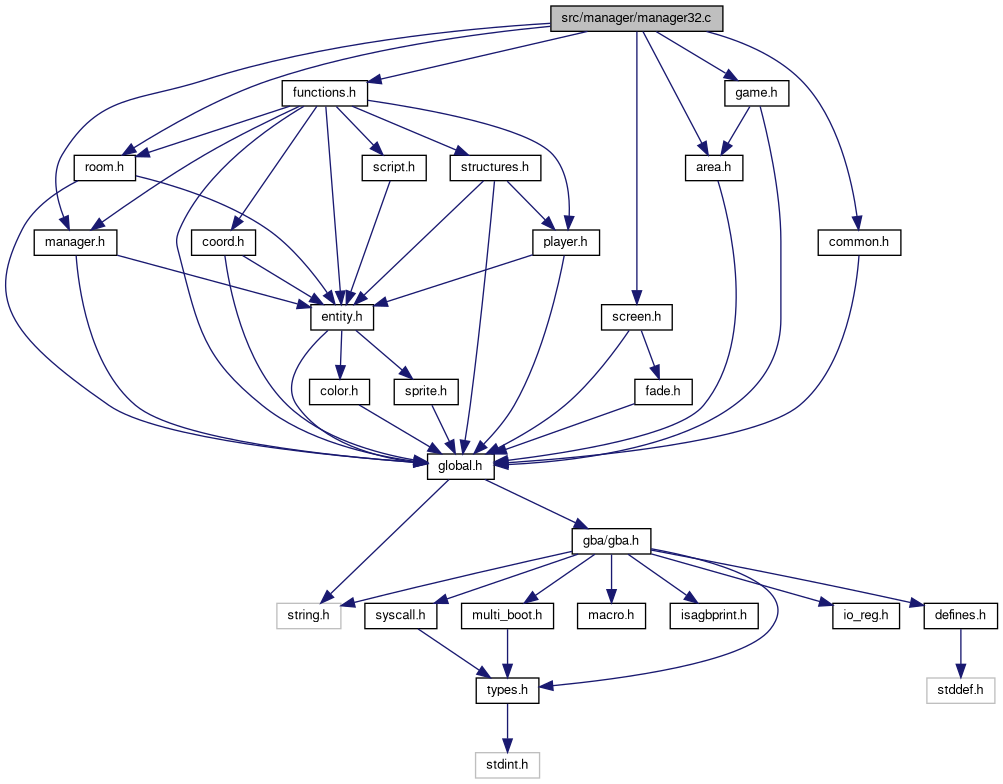 src/manager/manager32.c
functions.h
game.h
room.h
script.h
structures.h
area.h
manager.h
coord.h
player.h
common.h
entity.h
screen.h
color.h
sprite.h
fade.h
global.h
gba/gba.h
string.h
syscall.h
multi_boot.h
macro.h
isagbprint.h
io_reg.h
defines.h
types.h
stddef.h
stdint.h